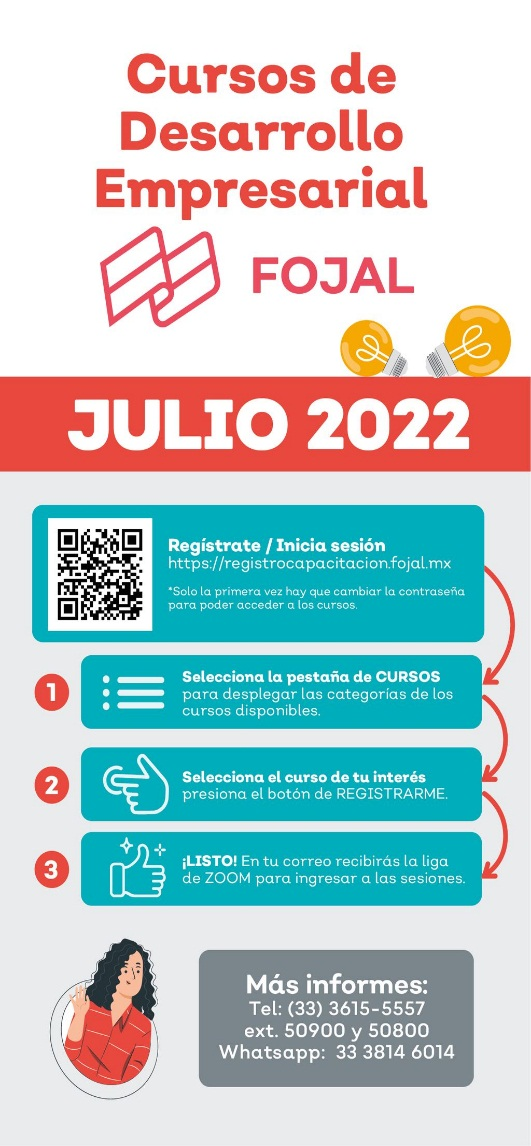 Cursos de
Desarrollo
Empresarial
FOJAL
JULIO 2022
Regístrate / Inicia sesión
https://registrocapacitacion.fojal.mx
*Solo la primera vez hay que cambiar la contraseña
para poder acceder a los cursos.
1
Selecciona la pestaña de CURSOS
para desplegar las categorías de los
cursos disponibles.
2
Selecciona el curso de tu interés
presiona el botón de REGISTRARME.
3
¡LISTO! En tu correo recibirás la liga
de ZOOM para ingresar a las sesiones.
Más informes:
Tel: (33) 3615-5557
ext. 50900 y 50800
Whatsapp: 33 3814 6014